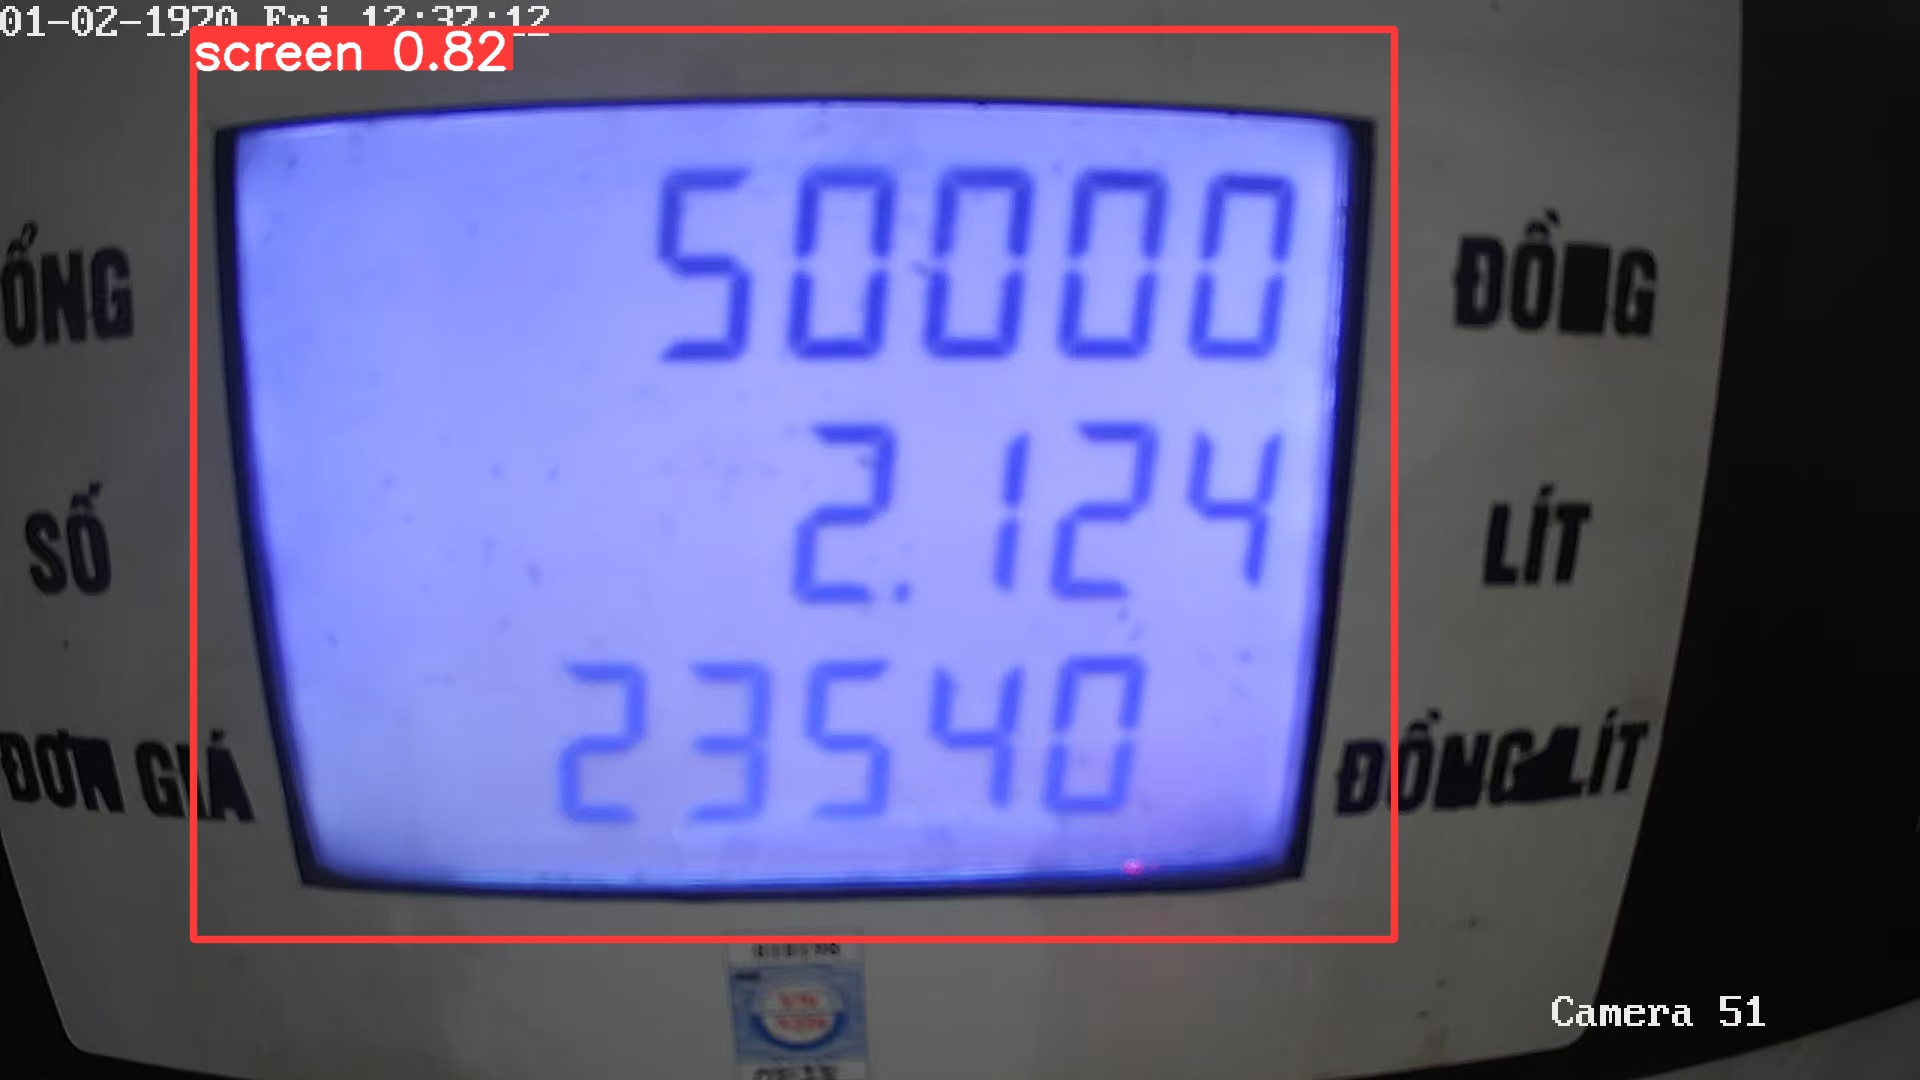 01-02-1970 Fri 12:37:12
screen 0.82
50000
ỔNG ĐỒNG
2.124
SỐ LÍT
23540
ĐƠN GIÁ ĐỒNG/LÍT
Camera 51